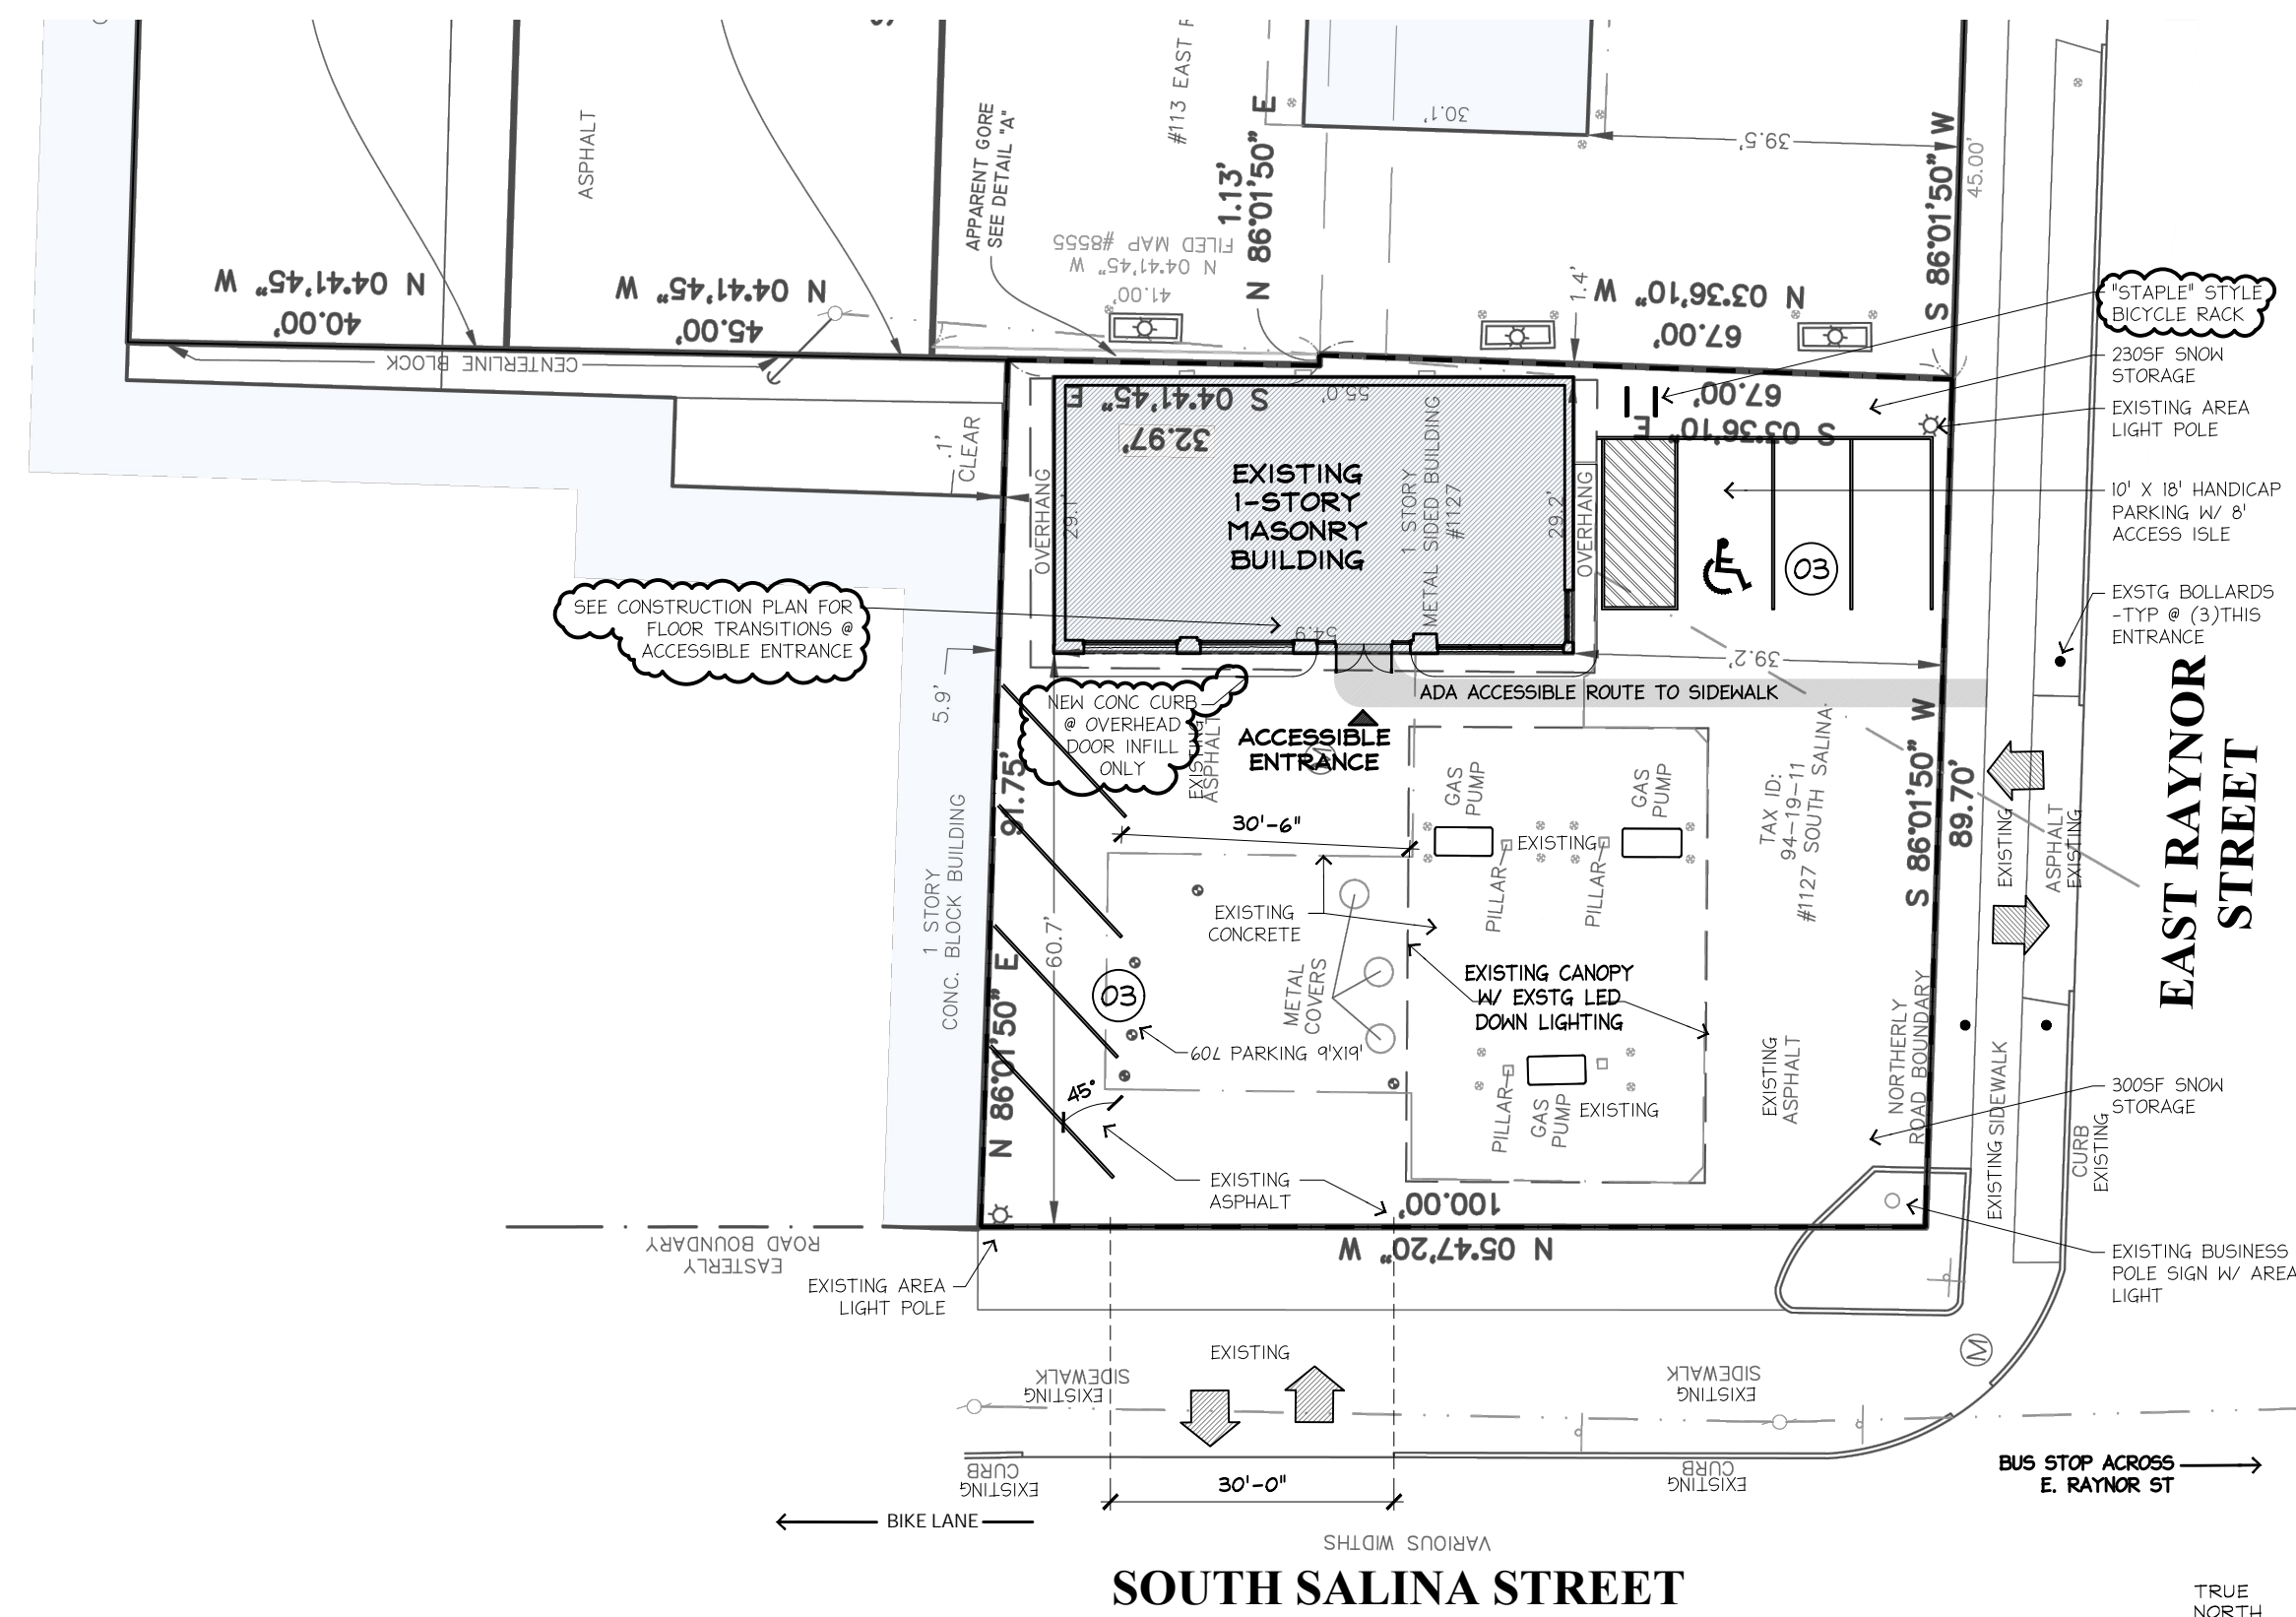 ASPHALT
N 04°41'45" W
40.00'
N 04°41'45" W
45.00'
CENTERLINE BLOCK
APPARENT GORE
SEE DETAIL "A"
#113 EAST
FILED MAP #8555
N 04°41'45" W
41.00'
1.13'
N 86°01'50" E
30.1'
39.5'
1.4'
N 03°36'10" W
67.00'
S 86°01'50" W
45.00'
"STAPLE" STYLE
BICYCLE RACK
230SF SNOW
STORAGE
EXISTING AREA
LIGHT POLE
10' X 18' HANDICAP
PARKING W/ 8'
ACCESS ISLE
EXSTG BOLLARDS
-TYP @ (3)THIS
ENTRANCE
.1'
CLEAR
OVERHANG
29.1'
S 04°41'45" E
32.97'
55.0'
EXISTING
1-STORY
MASONRY
BUILDING
1 STORY
METAL SIDED BUILDING
#1127
54.9'
29.2'
OVERHANG
67.00'
S 03°36'10" E
03
39.2'
SEE CONSTRUCTION PLAN FOR
FLOOR TRANSITIONS @
ACCESSIBLE ENTRANCE
5.9'
NEW CONC CURB
@ OVERHEAD
DOOR INFILL
ONLY
EXISTING
ASPHALT
ADA ACCESSIBLE ROUTE TO SIDEWALK
ACCESSIBLE
ENTRANCE
M
91.75'
N 86°01'50" E
1 STORY
CONC. BLOCK BUILDING
60.7'
30'-6"
GAS
PUMP
GAS
PUMP
EXISTING
PILLAR
PILLAR
TAX ID:
94-19-11
#1127 SOUTH SALINA
S 86°01'50" W
89.70'
EXISTING
ASPHALT
EXISTING
EAST RAYNOR
STREET
EXISTING
CONCRETE
METAL
COVERS
03
60L PARKING 9'X19'
45°
EXISTING CANOPY
W/ EXSTG LED
DOWN LIGHTING
PILLAR
GAS
PUMP
EXISTING
EXISTING
ASPHALT
NORTHERLY
ROAD BOUNDARY
EXISTING SIDEWALK
300SF SNOW
STORAGE
CURB
EXISTING
EXISTING
ASPHALT
100.00'
N 05°47'20" W
EASTERLY
ROAD BOUNDARY
EXISTING AREA
LIGHT POLE
EXISTING BUSINESS
POLE SIGN W/ AREA
LIGHT
EXISTING
EXISTING
SIDEWALK
EXISTING
SIDEWALK
M
EXISTING
CURB
EXISTING
CURB
30'-0"
BIKE LANE
BUS STOP ACROSS
E. RAYNOR ST
VARIOUS WIDTHS
SOUTH SALINA STREET
TRUE
NORTH